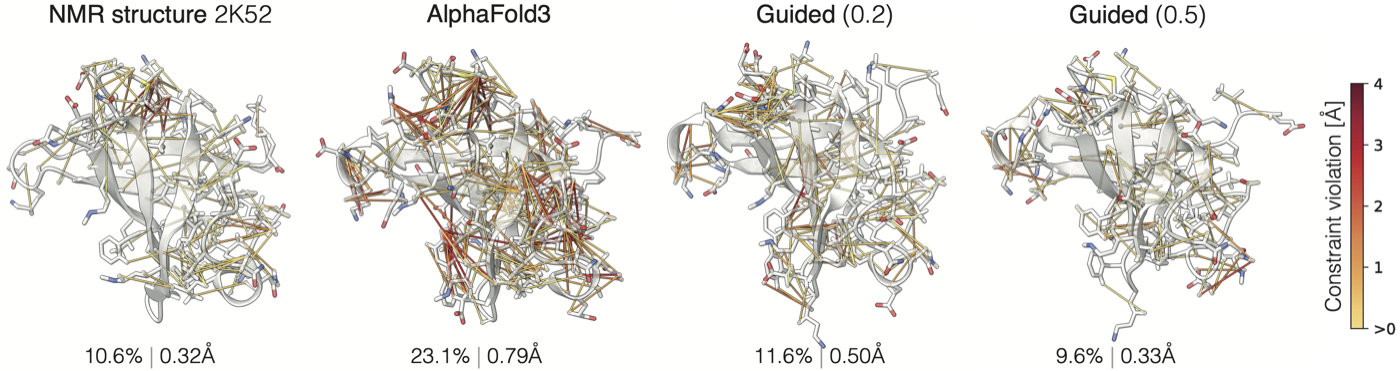 NMR structure 2K52
AlphaFold3
Guided (0.2)
Guided (0.5)
4
3
2
1
>0
Constraint violation [Å]
10.6% | 0.32Å
23.1% | 0.79Å
11.6% | 0.50Å
9.6% | 0.33Å